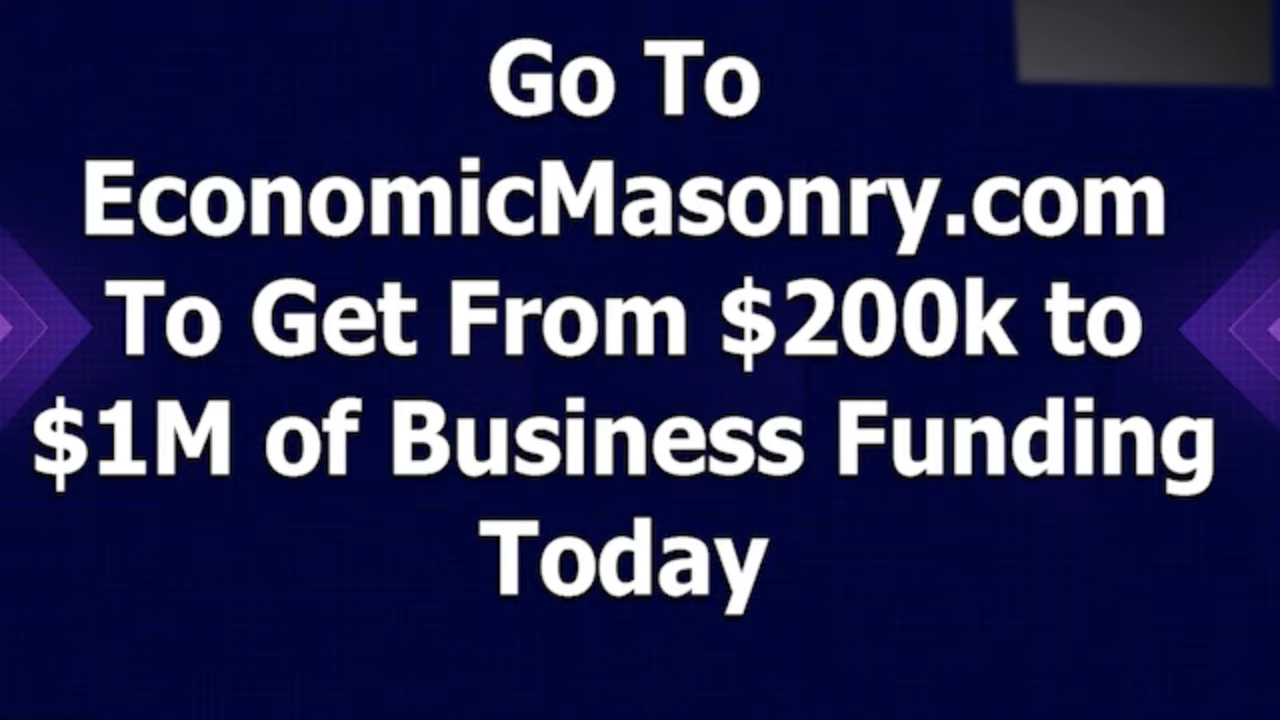 Go To
EconomicMasonry.com
To Get From $200k to
$1M of Business Funding
Today